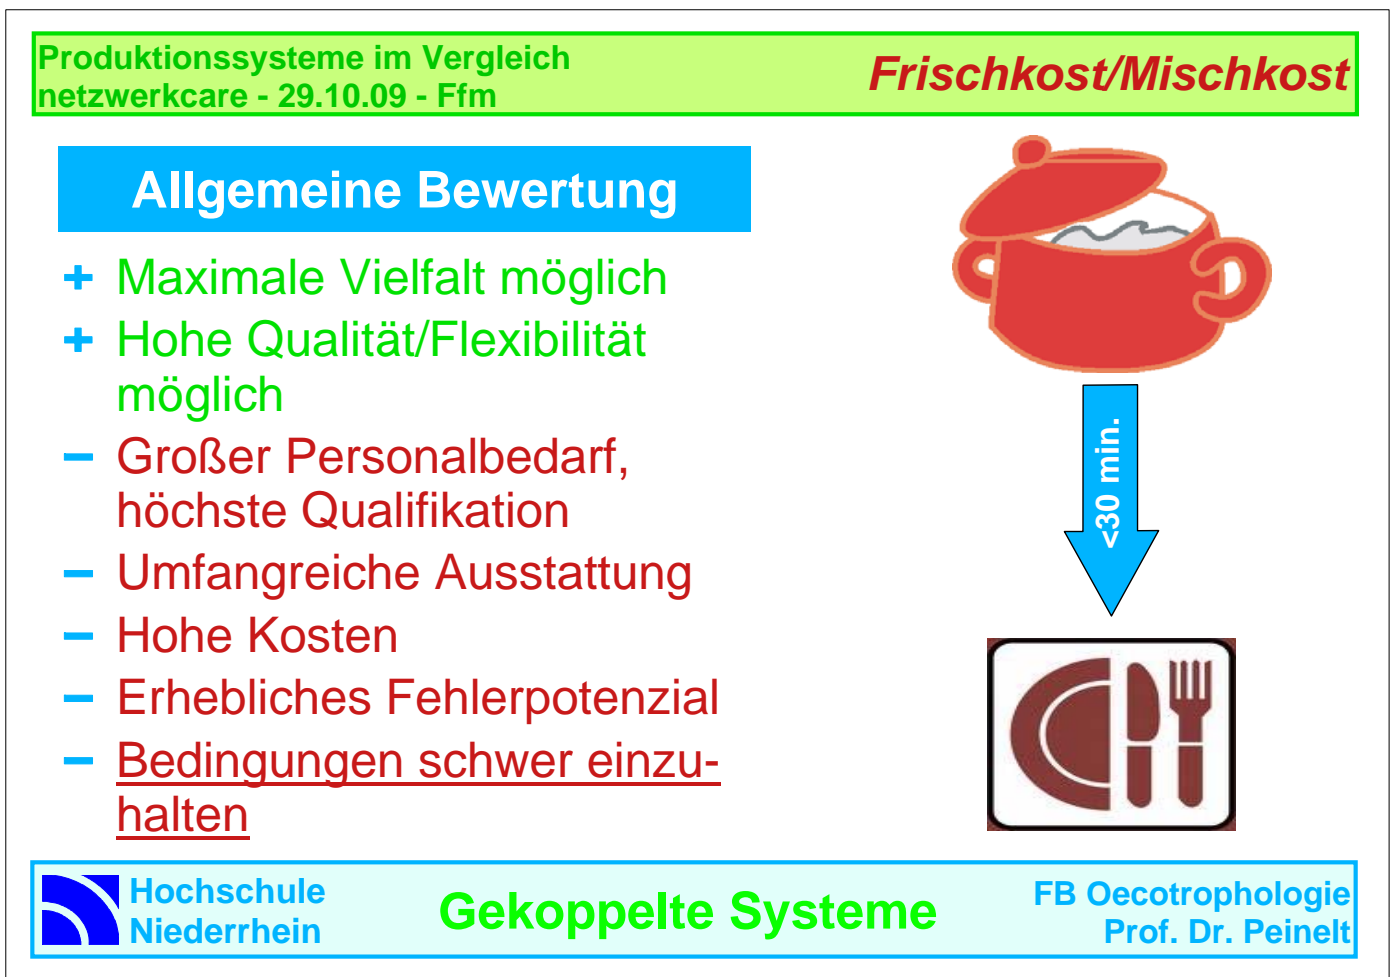 Produktionssysteme im Vergleich
netzwerkcare - 29.10.09 - Ffm
Frischkost/Mischkost
Allgemeine Bewertung
+ Maximale Vielfalt möglich
+ Hohe Qualität/Flexibilität
möglich
– Großer Personalbedarf,
höchste Qualifikation
– Umfangreiche Ausstattung
– Hohe Kosten
– Erhebliches Fehlerpotenzial
– Bedingungen schwer einzu-
halten
<30 min.
Hochschule
Niederrhein
Gekoppelte Systeme
FB Oecotrophologie
Prof. Dr. Peinelt